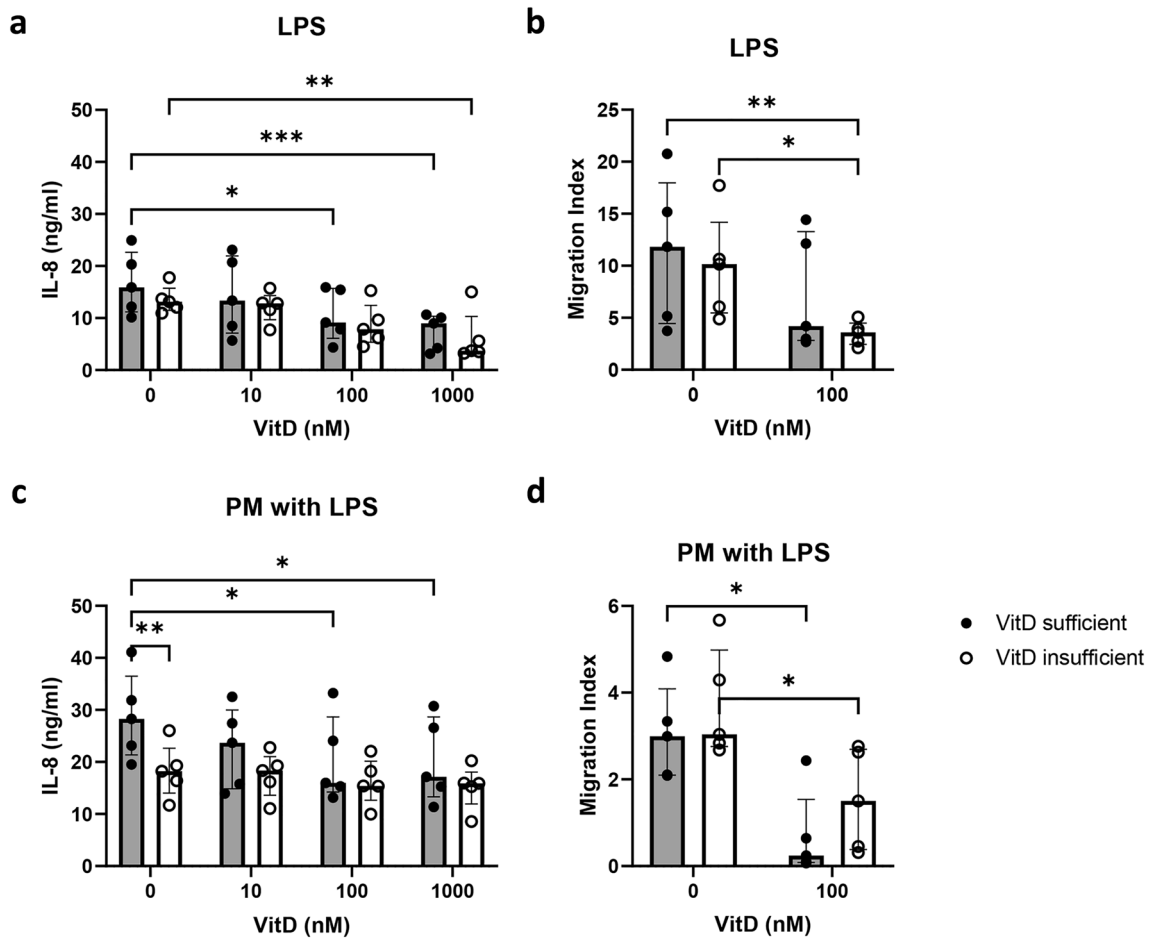 a
LPS
**
***
*
50
40
30
20
10
0
IL-8 (ng/ml)
0 10 100 1000
VitD (nM)
b
LPS
**
*
25
20
15
10
5
0
Migration Index
0 100
VitD (nM)
c
PM with LPS
*
*
**
50
40
30
20
10
0
IL-8 (ng/ml)
0 10 100 1000
VitD (nM)
d
PM with LPS
*
*
6
4
2
0
Migration Index
0 100
VitD (nM)
VitD sufficient
VitD insufficient